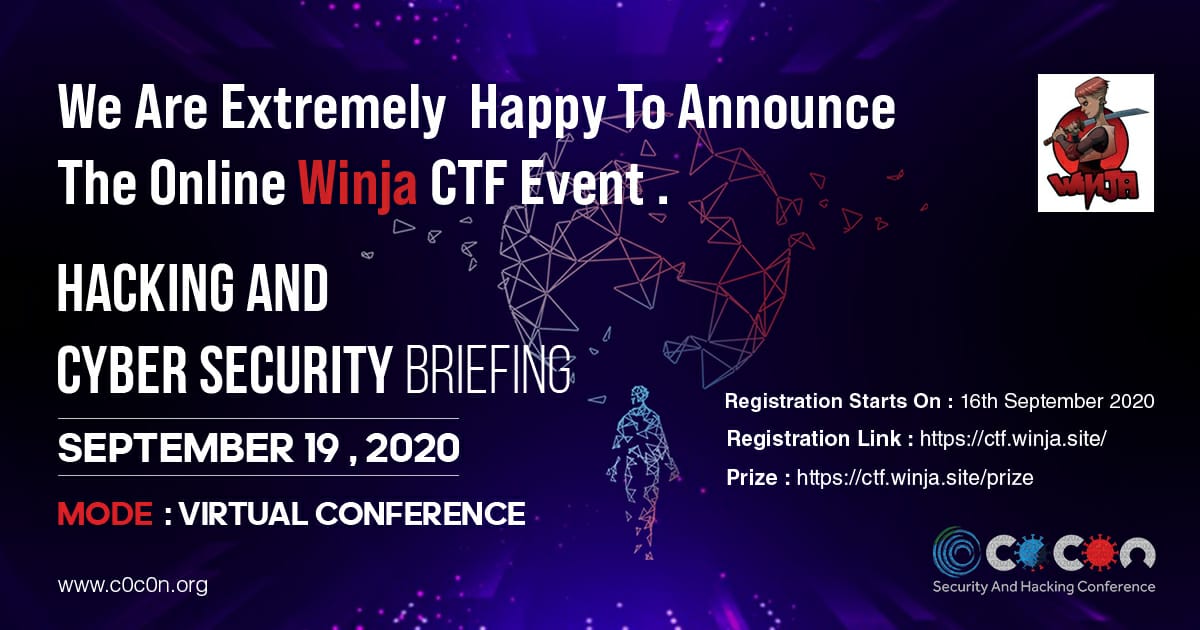 We Are Extremely Happy To Announce
The Online Winja CTF Event .
WINJA
HACKING AND
CYBER SECURITY BRIEFING
SEPTEMBER 19 , 2020
MODE : VIRTUAL CONFERENCE
www.c0c0n.org
Registration Starts On : 16th September 2020
Registration Link : https://ctf.winja.site/
Prize : https://ctf.winja.site/prize
C0C0N
Security And Hacking Conference